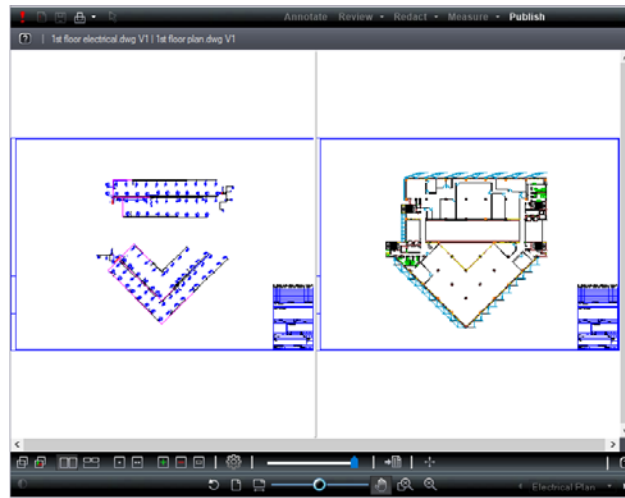 Annotate Review Redact Measure Publish
1st floor electrical.dwg V1 | 1st floor plan.dwg V1
Electrical Plan